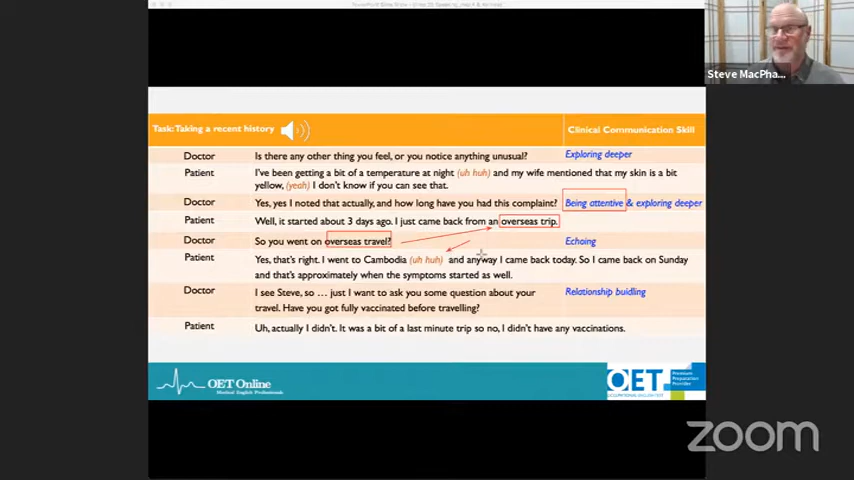 Steve MacPha...
Task: Taking a recent history
Clinical Communication Skill
Doctor
Is there any other thing you feel, or you notice anything unusual?
Exploring deeper
Patient
I've been getting a bit of a temperature at night (uh huh) and my wife mentioned that my skin is a bit
yellow, (yeah) I don't know if you can see that.
Doctor
Yes, yes I noted that actually, and how long have you had this complaint?
Being attentive & exploring deeper
Patient
Well, it started about 3 days ago. I just came back from an overseas trip.
Doctor
So you went on overseas travel?
Echoing
Patient
Yes, that's right. I went to Cambodia (uh huh) and anyway I came back today. So I came back on Sunday
and that's approximately when the symptoms started as well.
Doctor
I see Steve, so ... just I want to ask you some question about your
travel. Have you got fully vaccinated before travelling?
Relationship buidling
Patient
Uh, actually I didn't. It was a bit of a last minute trip so no, I didn't have any vaccinations.
OET Online
Medical English Professionals
OET
Premium
Preparation
Provider
zoom